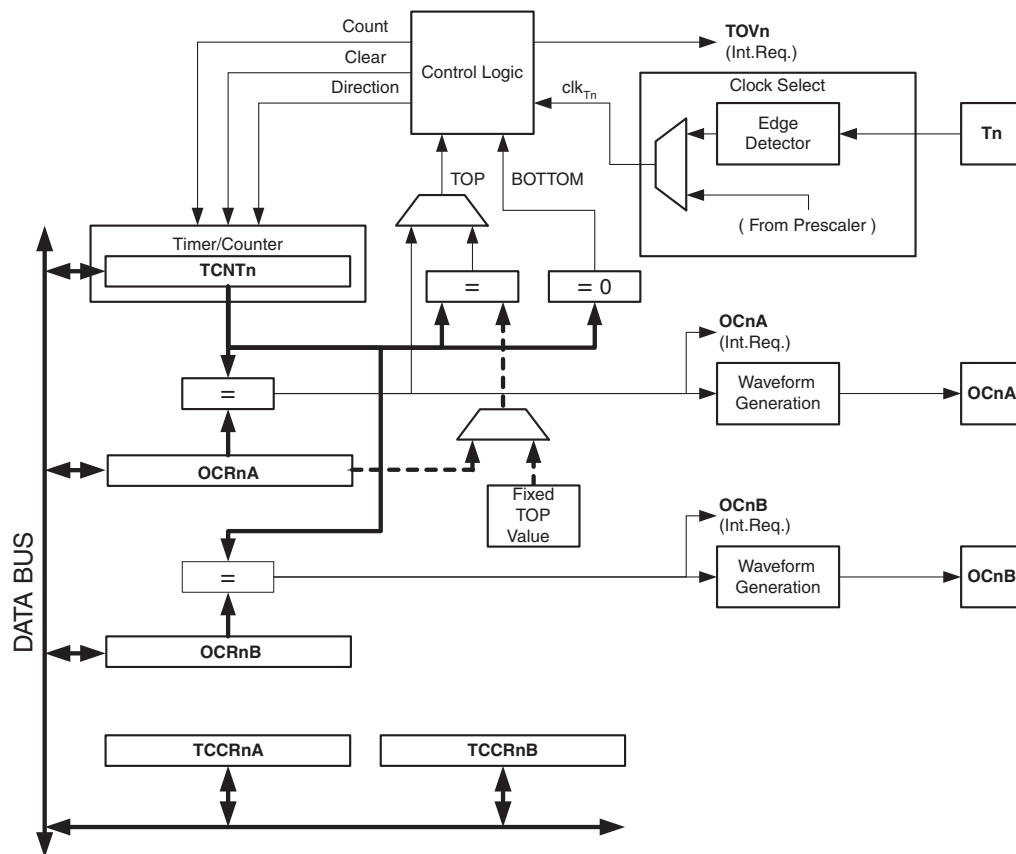 Count
Clear
Direction
Control Logic
TOVn
(Int.Req.)
clkTn
Clock Select
Edge
Detector
Tn
( From Prescaler )
TOP
BOTTOM
Timer/Counter
TCNTn
=
= 0
OCnA
(Int.Req.)
=
Waveform
Generation
OCnA
OCRnA
Fixed
TOP
Value
OCnB
(Int.Req.)
=
Waveform
Generation
OCnB
OCRnB
DATA BUS
TCCRnA
TCCRnB